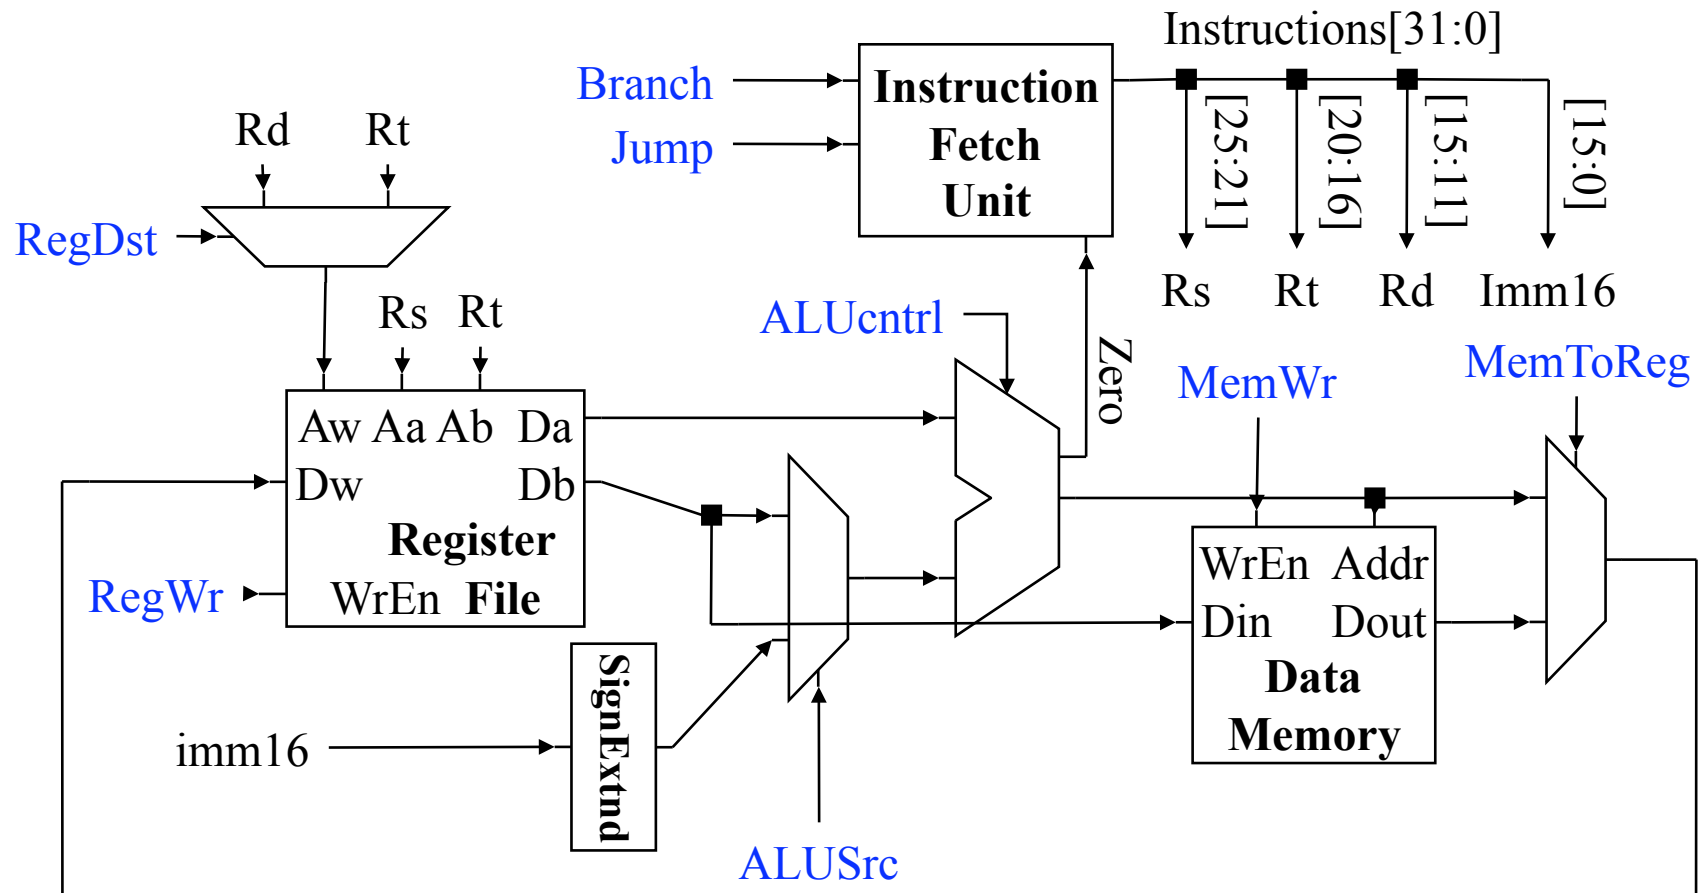 Instructions[31:0]
Branch
Jump
Instruction
Fetch
Unit
[25:21]
[20:16]
[15:11]
[15:0]
Rd
Rt
RegDst
Rs
Rt
Rs
Rt
Rd
Imm16
ALUcntrl
Zero
MemWr
MemToReg
Aw Aa Ab Da
Dw
Db
Register
WrEn File
RegWr
WrEn Addr
Din
Dout
Data
Memory
SignExtnd
imm16
ALUSrc